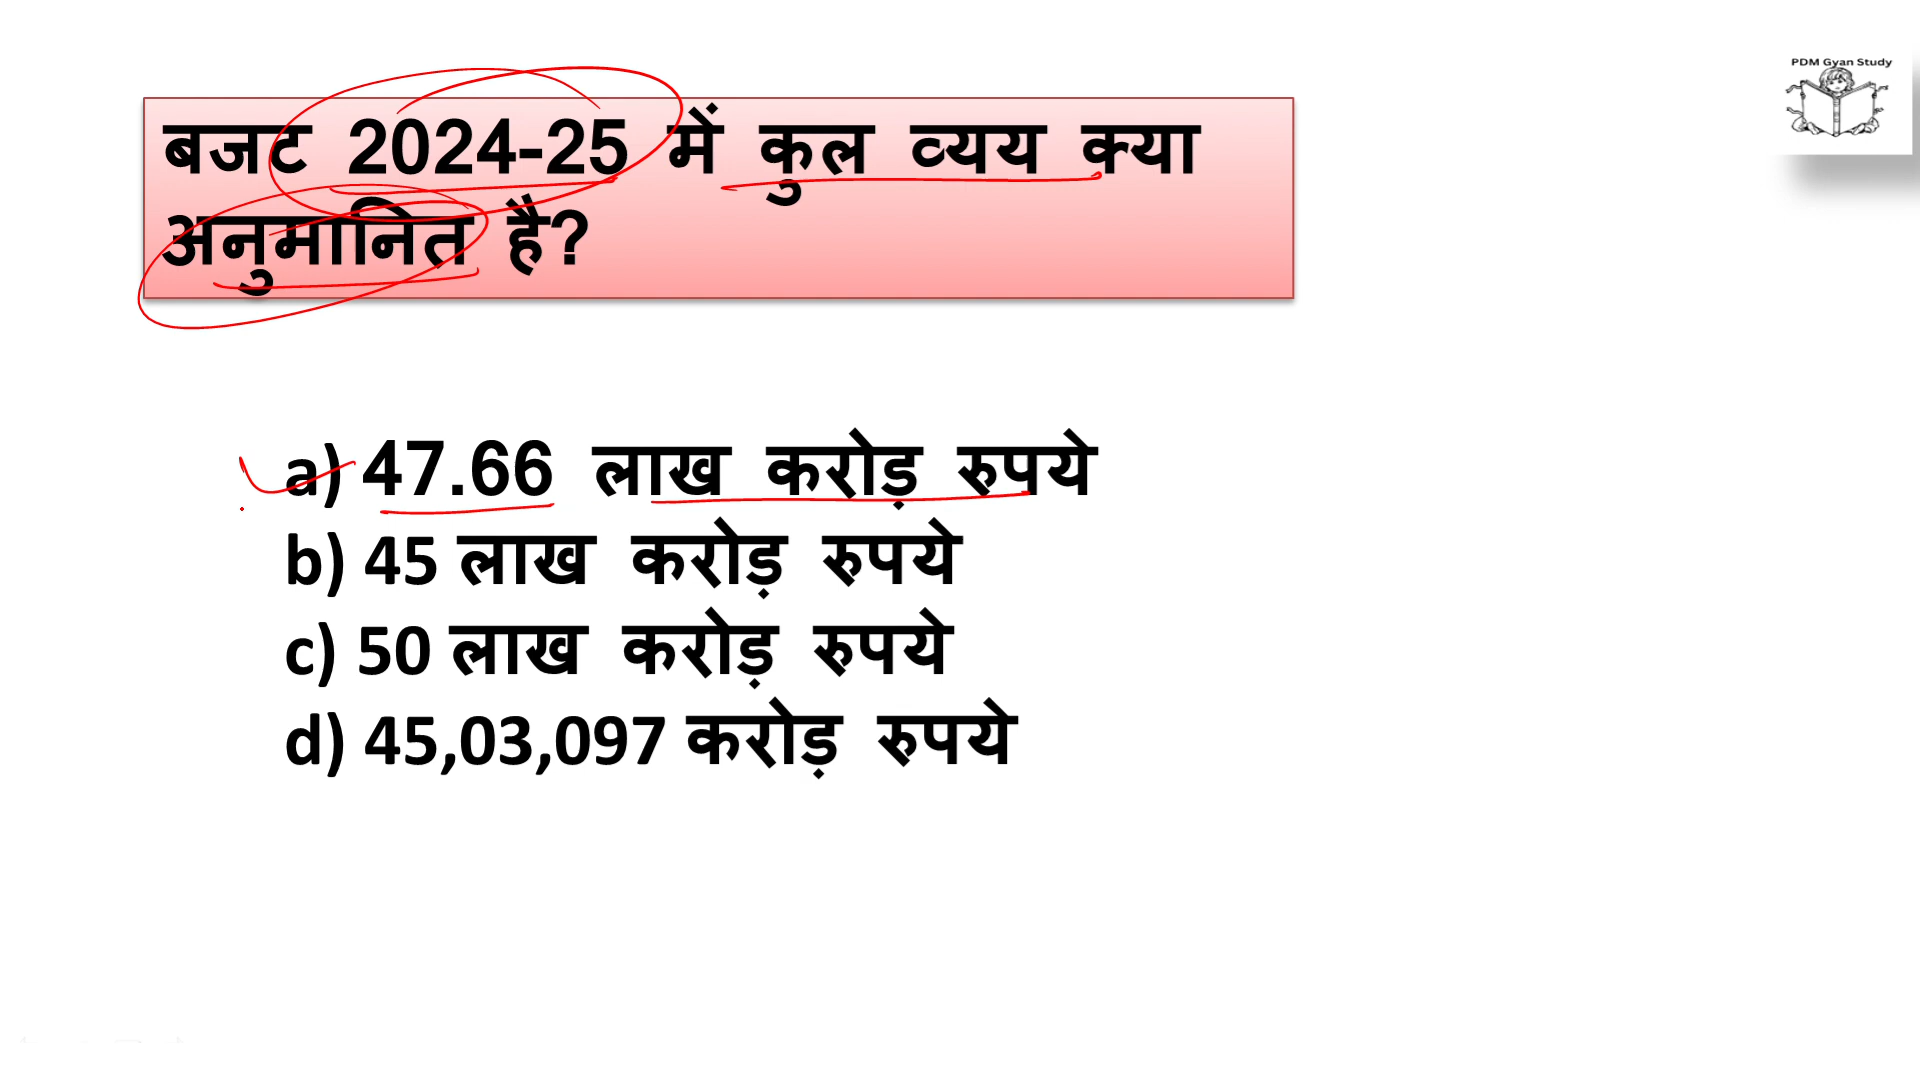 PDM Gyan Study
बजट 2024-25 में कुल व्यय क्या
अनुमानित है?
a) 47.66 लाख करोड़ रुपये
b) 45 लाख करोड़ रुपये
c) 50 लाख करोड़ रुपये
d) 45,03,097 करोड़ रुपये